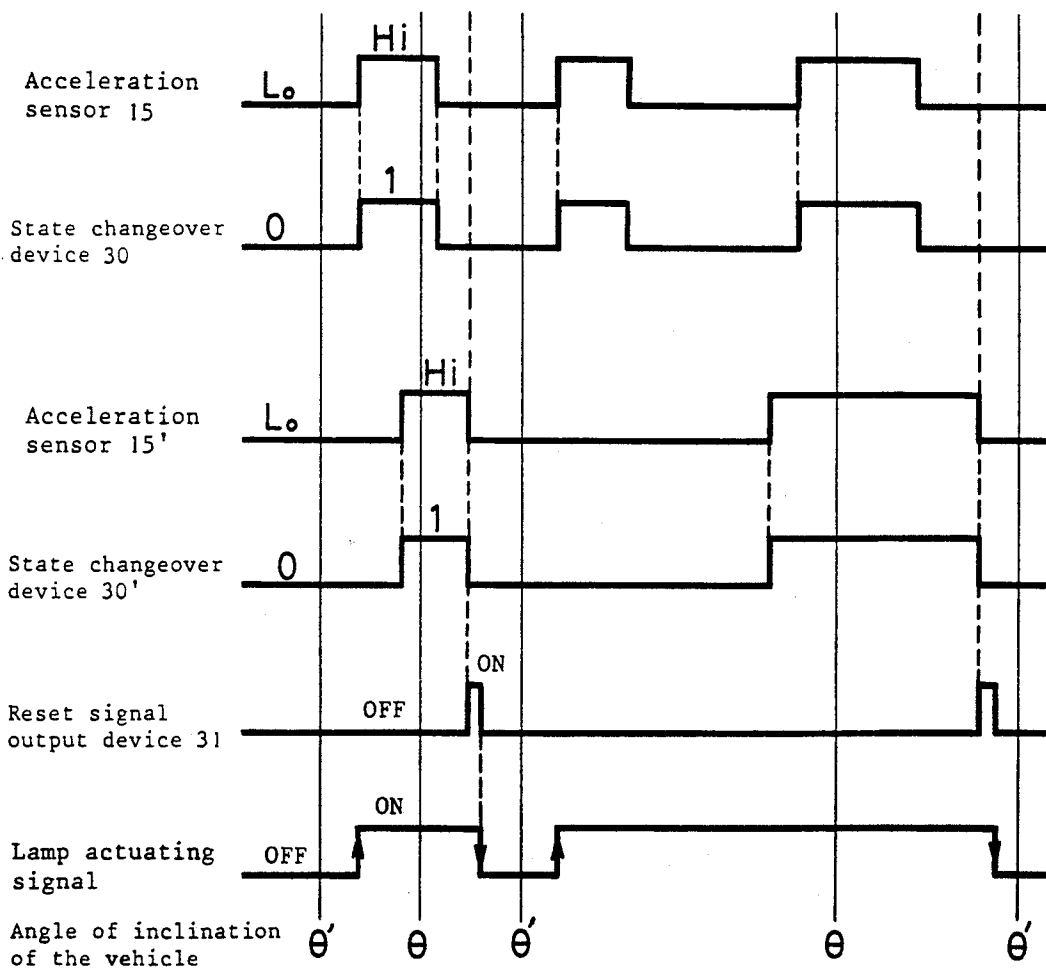 Hi
Acceleration
sensor 15
Lo
1
State changeover
device 30
0
Hi
Acceleration
sensor 15'
Lo
1
State changeover
device 30'
0
ON
Reset signal
output device 31
OFF
ON
Lamp actuating
signal
OFF
Angle of inclination
of the vehicle
θ' θ θ' θ θ'